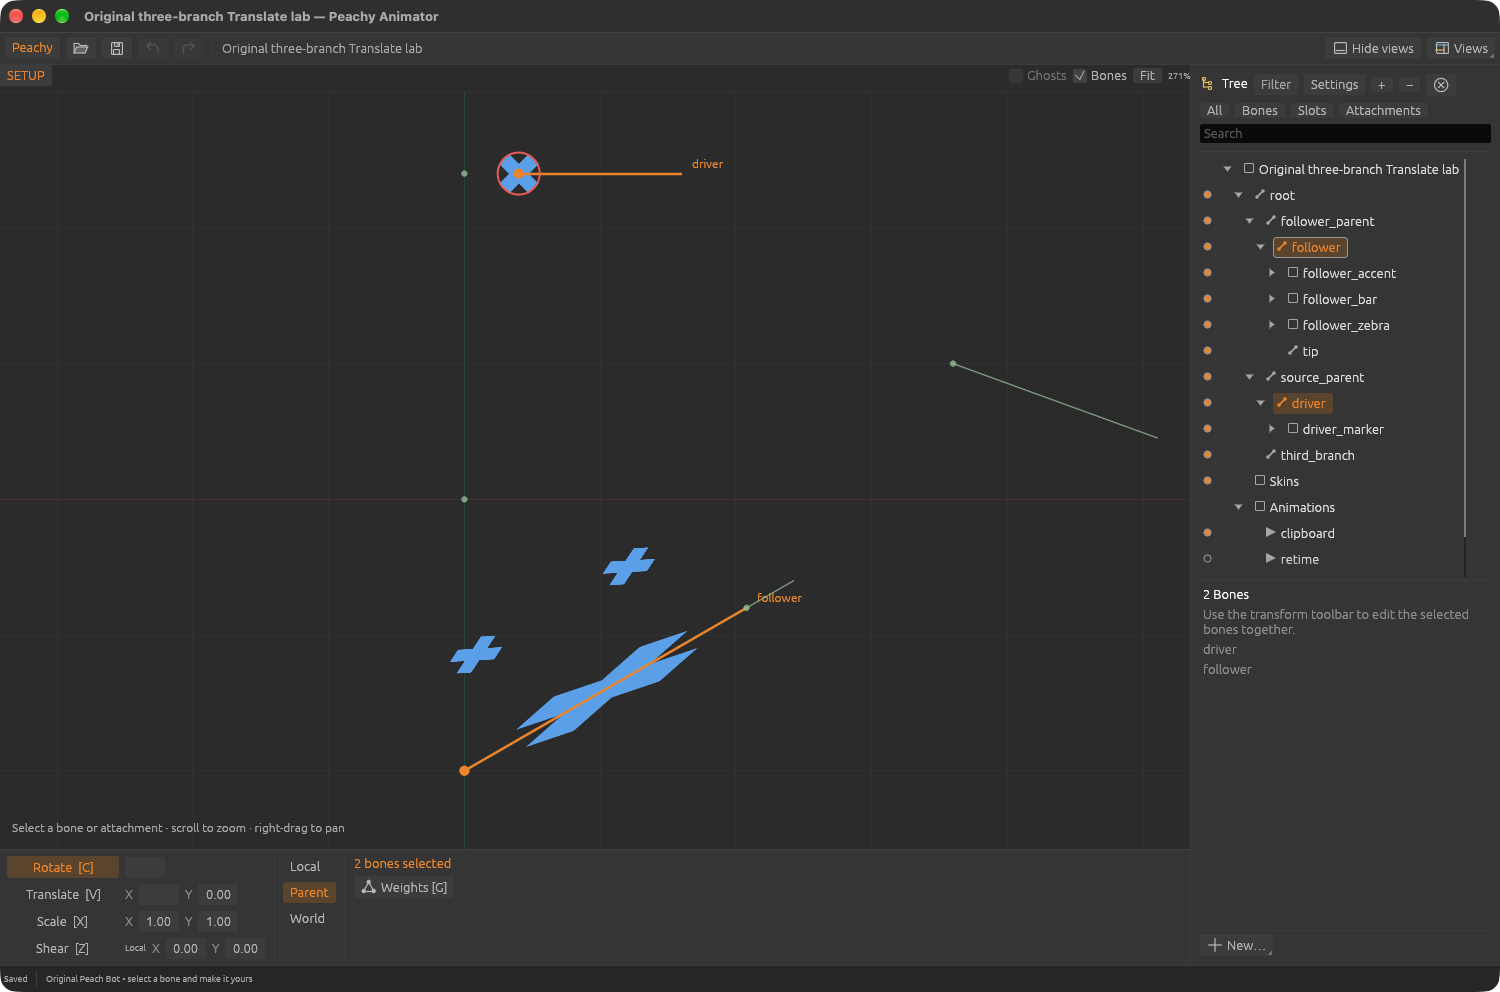 Original three-branch Translate lab — Peachy Animator
Peachy
Original three-branch Translate lab
Hide views
Views
SETUP
Ghosts
Bones
Fit
271%
Tree
Filter
Settings
+
−
All
Bones
Slots
Attachments
Search
driver
Original three-branch Translate lab
root
follower_parent
follower
follower_accent
follower_bar
follower_zebra
tip
source_parent
driver
driver_marker
third_branch
Skins
Animations
clipboard
retime
follower
2 Bones
Use the transform toolbar to edit the selected
bones together.
driver
follower
Select a bone or attachment · scroll to zoom · right-drag to pan
Rotate [C]
Translate [V] X Y 0.00
Scale [X] X 1.00 Y 1.00
Shear [Z] Local X 0.00 Y 0.00
Local
Parent
World
2 bones selected
Weights [G]
New...
Saved
Original Peach Bot • select a bone and make it yours